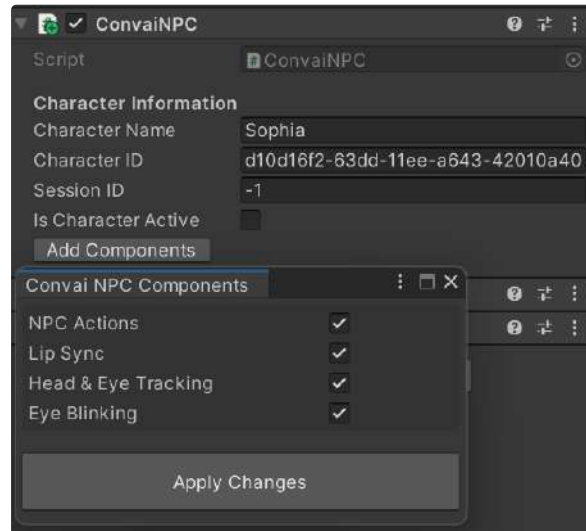 ConvaiNPC
Script ConvaiNPC
Character Information
Character Name Sophia
Character ID d10d16f2-63dd-11ee-a643-42010a40
Session ID -1
Is Character Active
Add Components
Convai NPC Components
NPC Actions
Lip Sync
Head & Eye Tracking
Eye Blinking
Apply Changes